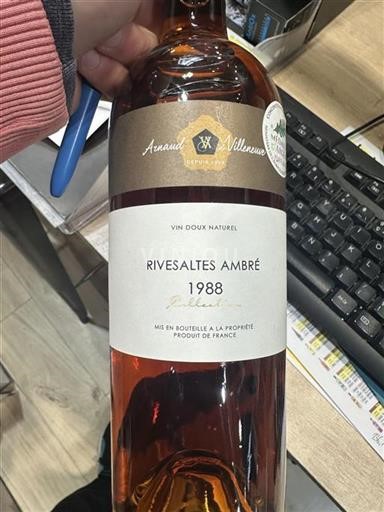 Arnaud de Villeneuve
DEPUIS 1909
VIN DOUX NATUREL
RIVESALTES AMBRÉ
1988
Collection
MIS EN BOUTEILLE A LA PROPRIÉTÉ
PRODUIT DE FRANCE